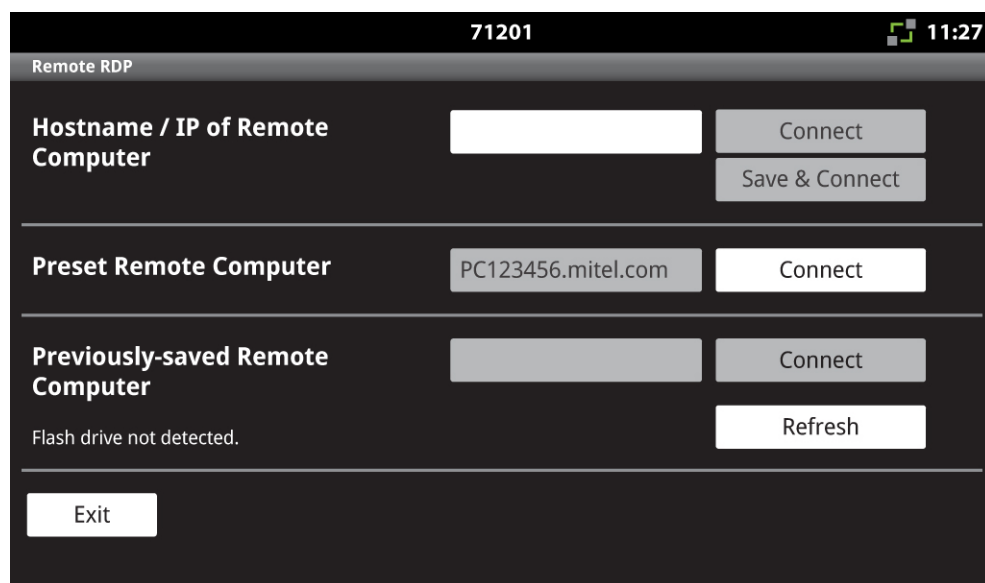 71201
11:27
Remote RDP
Hostname / IP of Remote
Computer
Connect
Save & Connect
Preset Remote Computer
PC123456.mitel.com
Connect
Previously-saved Remote
Computer
Connect
Flash drive not detected.
Refresh
Exit